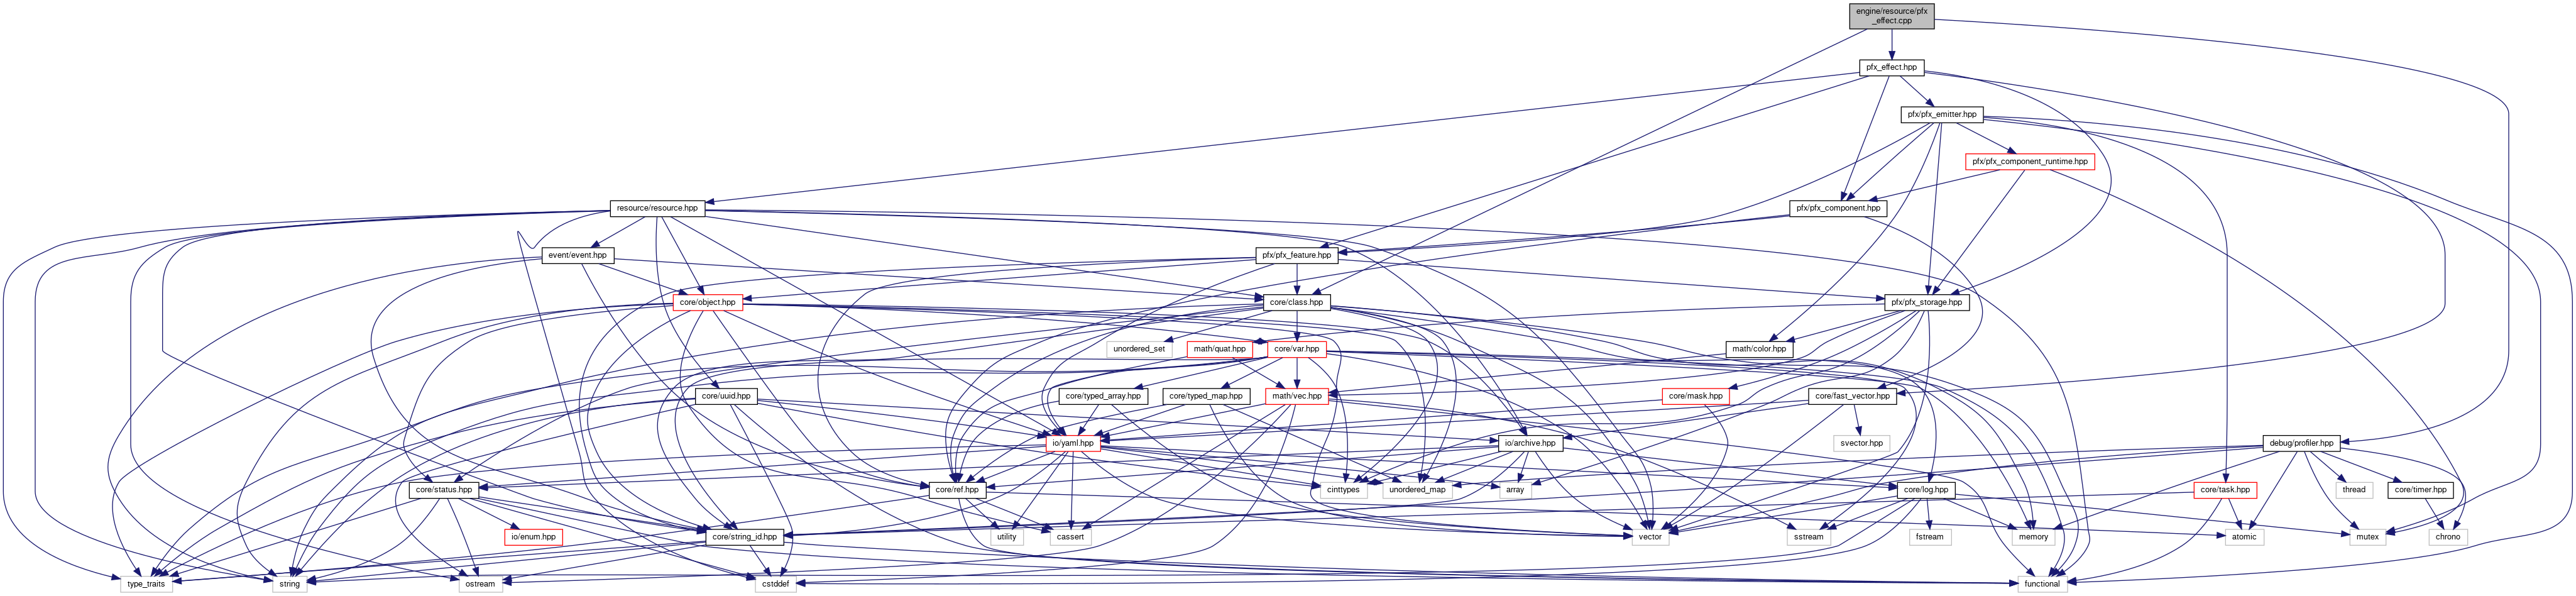 engine/resource/pfx
_effect.cpp
pfx_effect.hpp
pfx/pfx_emitter.hpp
pfx/pfx_component_runtime.hpp
resource/resource.hpp
pfx/pfx_component.hpp
event/event.hpp
pfx/pfx_feature.hpp
core/object.hpp
core/class.hpp
pfx/pfx_storage.hpp
unordered_set
math/quat.hpp
core/var.hpp
math/color.hpp
core/uuid.hpp
core/typed_array.hpp
core/typed_map.hpp
math/vec.hpp
core/mask.hpp
core/fast_vector.hpp
io/yaml.hpp
io/archive.hpp
svector.hpp
debug/profiler.hpp
core/status.hpp
core/ref.hpp
cinttypes
unordered_map
array
core/log.hpp
core/task.hpp
thread
core/timer.hpp
io/enum.hpp
core/string_id.hpp
utility
cassert
vector
sstream
fstream
memory
atomic
mutex
chrono
type_traits
string
ostream
cstddef
functional